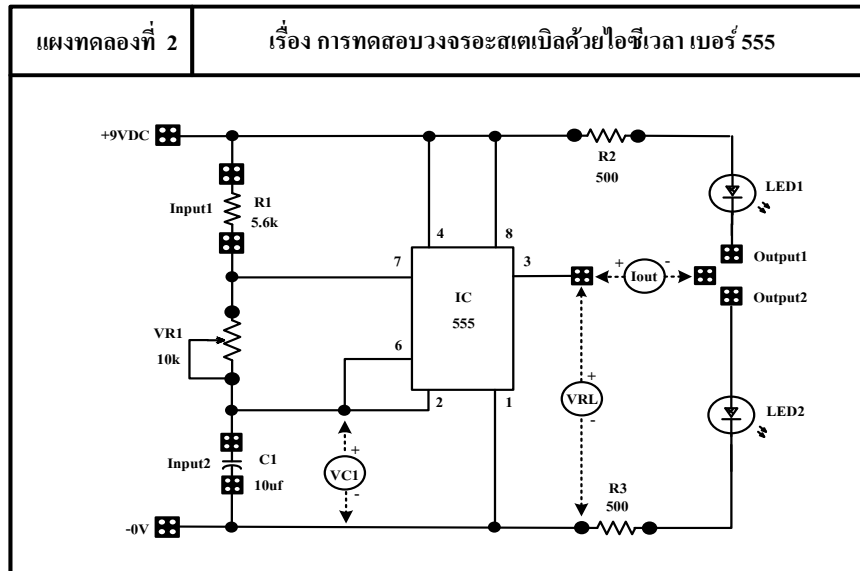 แผงทดลองที่ 2
เรื่อง การทดสอบวงจรอะสเตเบิลด้วยไอซีเวลา เบอร์ 555
+9VDC
R2
500
LED1
Input1
R1
5.6k
4
8
7
3
+
Iout
-
Output1
Output2
IC
555
VR1
10k
6
2
1
+
VRL
-
LED2
Input2
C1
10uf
+
VC1
-
R3
500
-0V